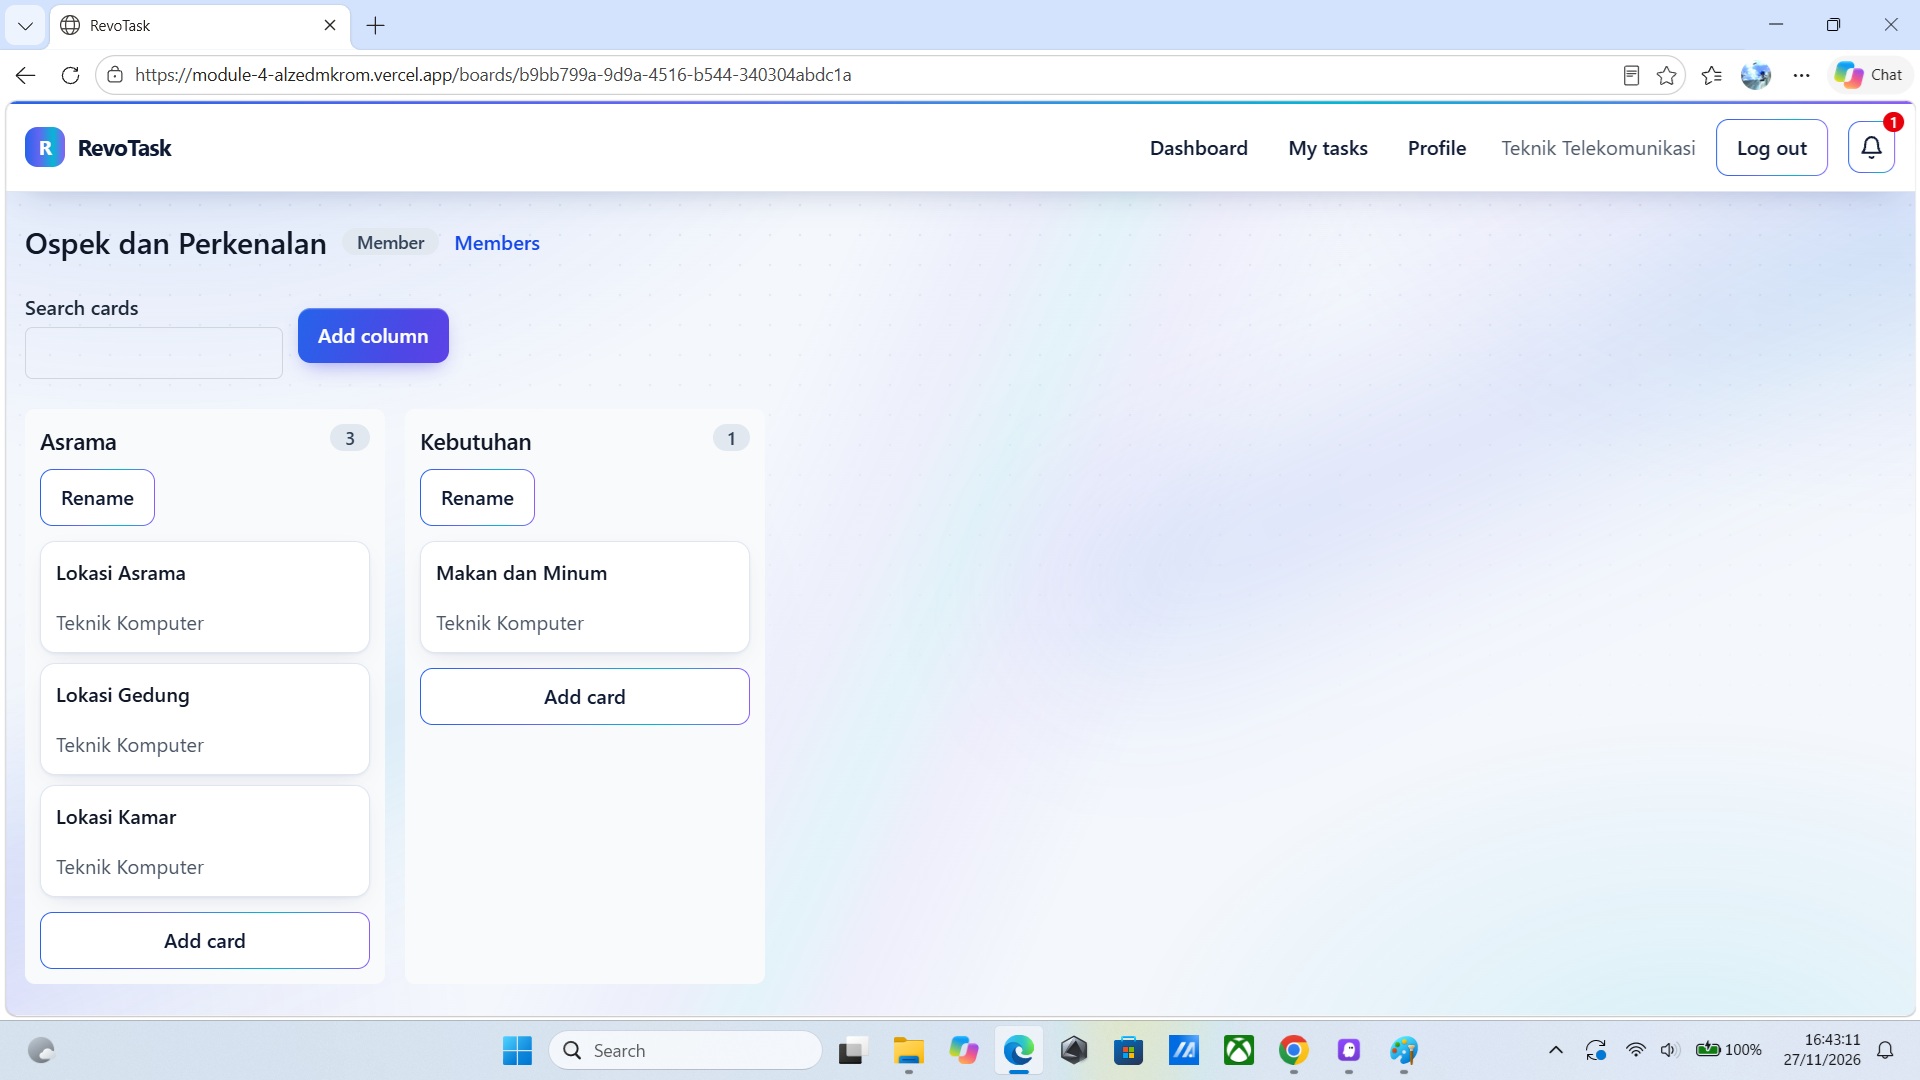 RevoTask
https://module-4-alzedmkrom.vercel.app/boards/b9bb799a-9d9a-4516-b544-340304abdc1a
Chat
R RevoTask
Dashboard My tasks Profile Teknik Telekomunikasi Log out 1
Ospek dan Perkenalan Member Members
Search cards
Add column
Asrama 3
Rename
Lokasi Asrama
Teknik Komputer
Lokasi Gedung
Teknik Komputer
Lokasi Kamar
Teknik Komputer
Add card
Kebutuhan 1
Rename
Makan dan Minum
Teknik Komputer
Add card
Search
100%
16:43:11
27/11/2026